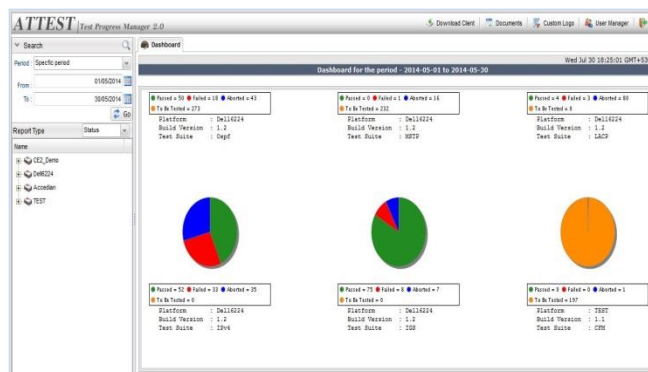 ATTEST Test Progress Manager 2.0
Download Client Documents Custom Logs User Manager
Search
Dashboard
Wed Jul 30 18:25:01 GMT+530
Dashboard for the period - 2014-05-01 to 2014-05-30
Period : Specific period
From : 01/05/2014
To : 30/05/2014
Go
Report Type Status
Name
CE2_Demo
Dell6224
Accedian
TEST
Passed = 50 Failed = 18 Aborted = 43
To Be Tested = 273
Platform : Dell6224
Build Version : 1.2
Test Suite : Ospf
Passed = 0 Failed = 1 Aborted = 16
To Be Tested = 232
Platform : Dell6224
Build Version : 1.2
Test Suite : MSTP
Passed = 4 Failed = 3 Aborted = 80
To Be Tested = 8
Platform : Dell6224
Build Version : 1.2
Test Suite : LACP
Passed = 52 Failed = 33 Aborted = 35
To Be Tested = 0
Platform : Dell6224
Build Version : 1.2
Test Suite : IPv4
Passed = 75 Failed = 8 Aborted = 7
To Be Tested = 0
Platform : Dell6224
Build Version : 1.2
Test Suite : IGS
Passed = 0 Failed = 0 Aborted = 1
To Be Tested = 197
Platform : TEST
Build Version : 1.1
Test Suite : CFM